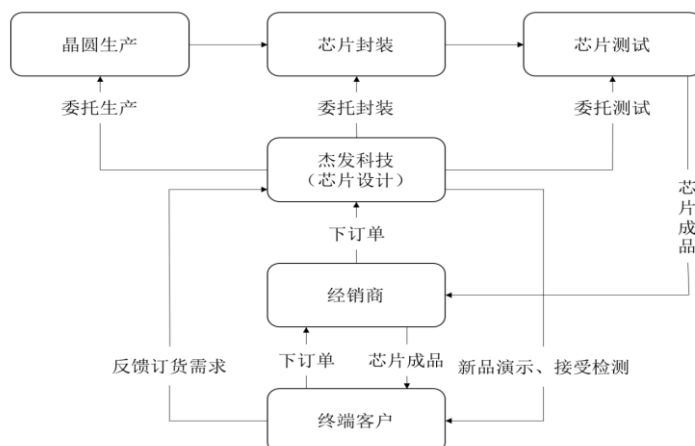 晶圆生产
芯片封装
芯片测试
委托生产
委托封装
委托测试
杰发科技
（芯片设计）
芯片成品
下订单
经销商
反馈订货需求
下订单
芯片成品
新品演示、接受检测
终端客户